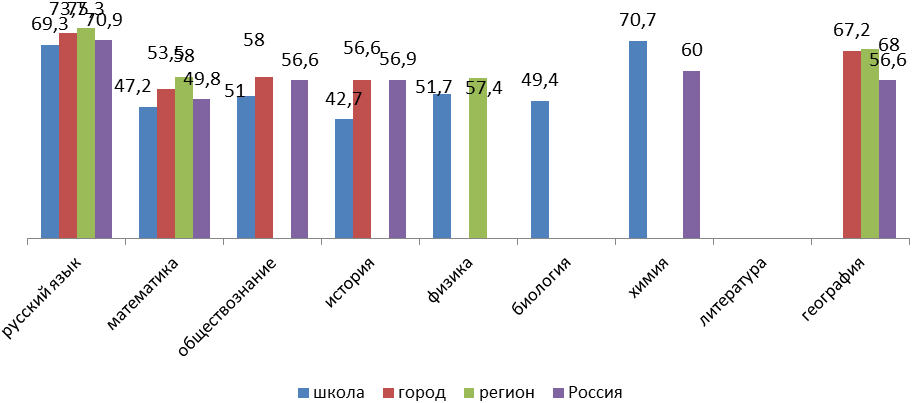 75,3
69,3 70,9
53,5 58
47,2 49,8
51 58 56,6
42,7 56,6 56,9
51,7 57,4
49,4
70,7 60
67,2 68 56,6
русский язык
математика
обществознание
история
физика
биология
химия
литература
география
школа город регион Россия